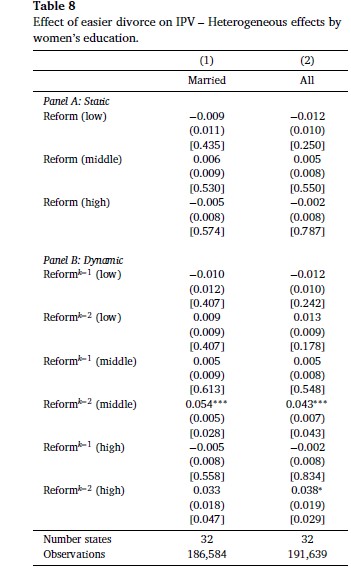 Table 8
Effect of easier divorce on IPV – Heterogeneous effects by
women's education.
(1) (2)
Married All
Panel A: Static
Reform (low) −0.009 −0.012
(0.011) (0.010)
[0.435] [0.250]
Reform (middle) 0.006 0.005
(0.009) (0.008)
[0.530] [0.550]
Reform (high) −0.005 −0.002
(0.008) (0.008)
[0.574] [0.787]
Panel B: Dynamic
Reformᵏ⁼¹ (low) −0.010 −0.012
(0.012) (0.010)
[0.407] [0.242]
Reformᵏ⁼² (low) 0.009 0.013
(0.009) (0.009)
[0.407] [0.178]
Reformᵏ⁼¹ (middle) 0.005 0.005
(0.009) (0.008)
[0.613] [0.548]
Reformᵏ⁼² (middle) 0.054*** 0.043***
(0.005) (0.007)
[0.028] [0.043]
Reformᵏ⁼¹ (high) −0.005 −0.002
(0.008) (0.008)
[0.558] [0.834]
Reformᵏ⁼² (high) 0.033 0.038*
(0.018) (0.019)
[0.047] [0.029]
Number states 32 32
Observations 186,584 191,639